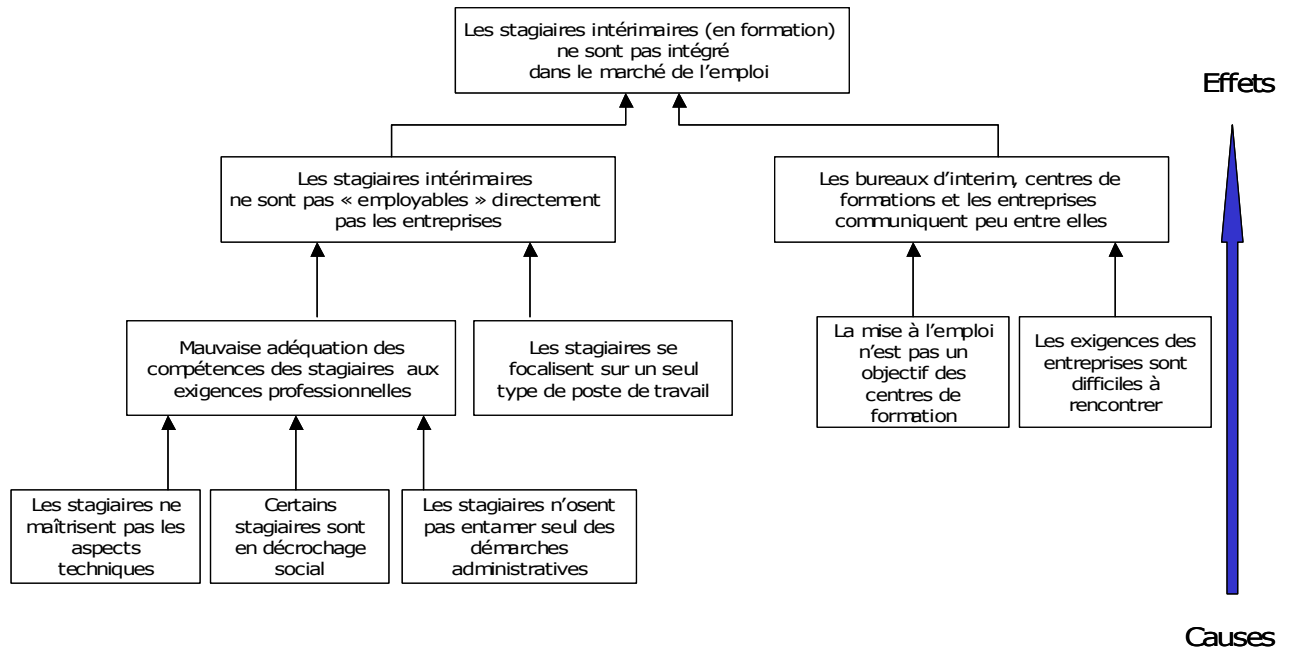 Les stagiaires intérimaires (en formation)
ne sont pas intégré
dans le marché de l'emploi
Effets
Les stagiaires intérimaires
ne sont pas « employables » directement
pas les entreprises
Les bureaux d'interim, centres de
formations et les entreprises
communiquent peu entre elles
Mauvaise adéquation des
compétences des stagiaires aux
exigences professionnelles
Les stagiaires se
focalisent sur un seul
type de poste de travail
La mise à l'emploi
n'est pas un
objectif des
centres de
formation
Les exigences des
entreprises sont
difficiles à
rencontrer
Les stagiaires ne
maîtrisent pas les
aspects
techniques
Certains
stagiaires sont
en décrochage
social
Les stagiaires n'osent
pas entamer seul des
démarches
administratives
Causes